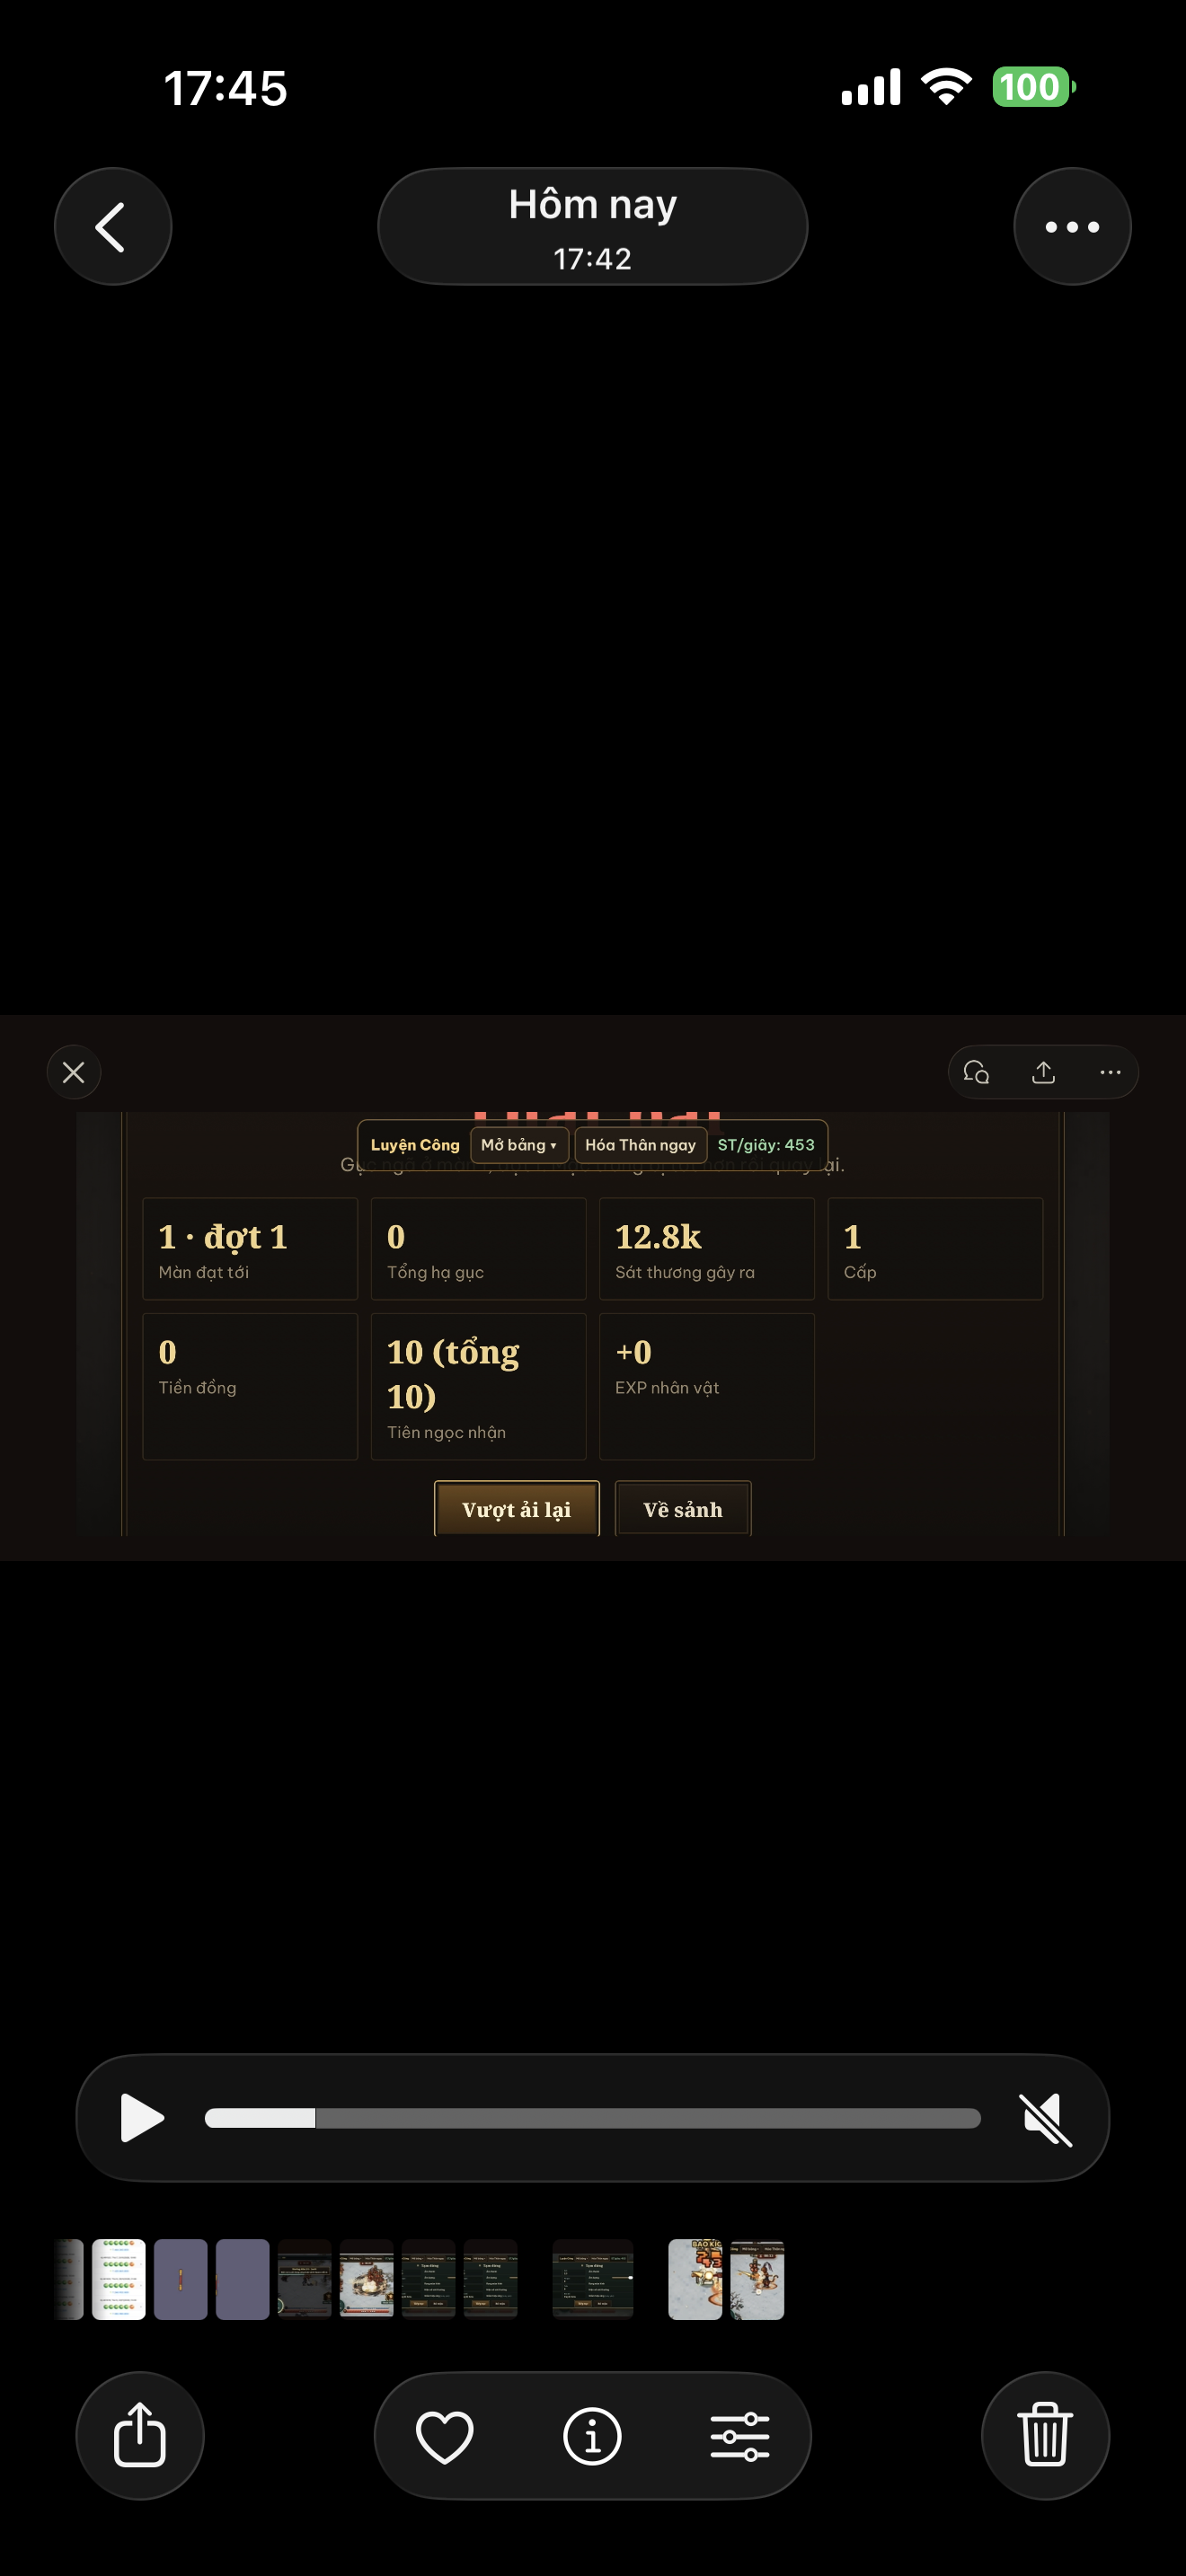 17:45
100
Hôm nay
17:42
Luyện Công
Mở bảng ▾
Hóa Thân ngay
ST/giây: 453
lại.
1 · đợt 1
Màn đạt tới
0
Tổng hạ gục
12.8k
Sát thương gây ra
1
Cấp
0
Tiền đồng
10 (tổng
10)
Tiên ngọc nhận
+0
EXP nhân vật
Vượt ải lại
Về sảnh